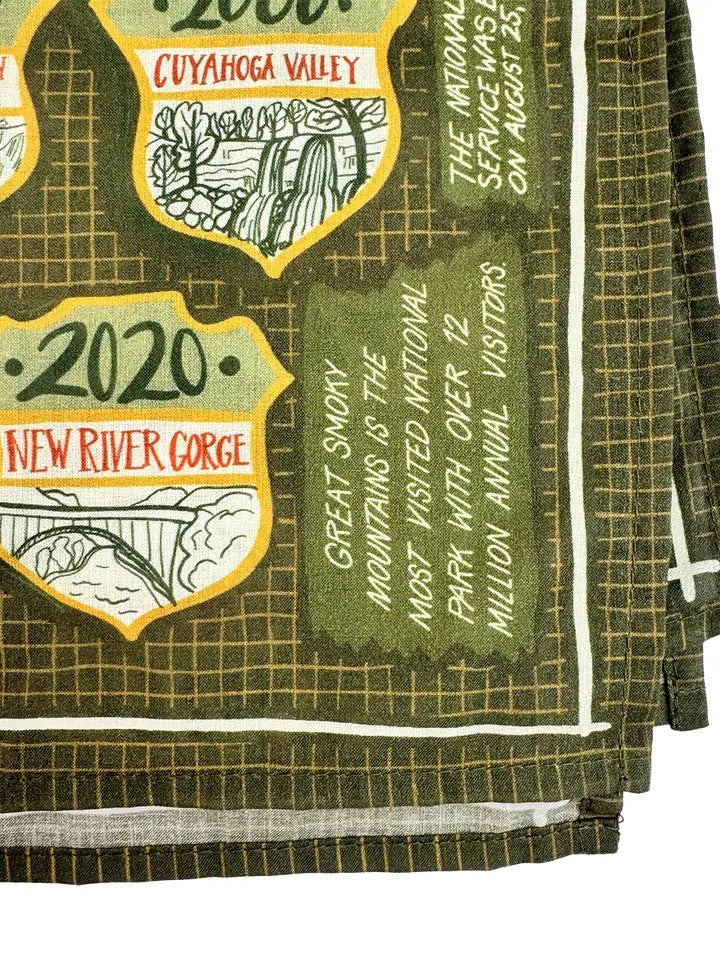 2000
CUYAHOGA VALLEY
THE NATIONAL
SERVICE WAS
ON AUGUST 25,
• 2020 •
NEW RIVER GORGE
GREAT SMOKY
MOUNTAINS IS THE
MOST VISITED NATIONAL
PARK WITH OVER 12
MILLION ANNUAL VISITORS.